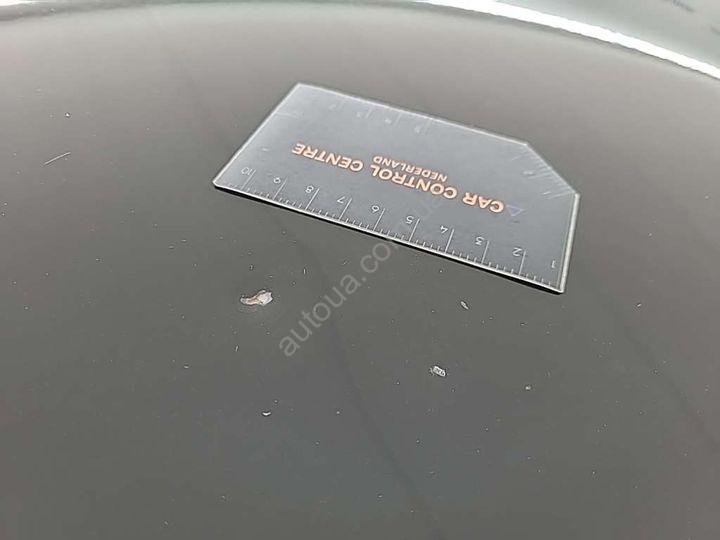 CAR CONTROL CENTRE
NEDERLAND
10 9 8 7 6 5 4 3 2 1
autoua.com